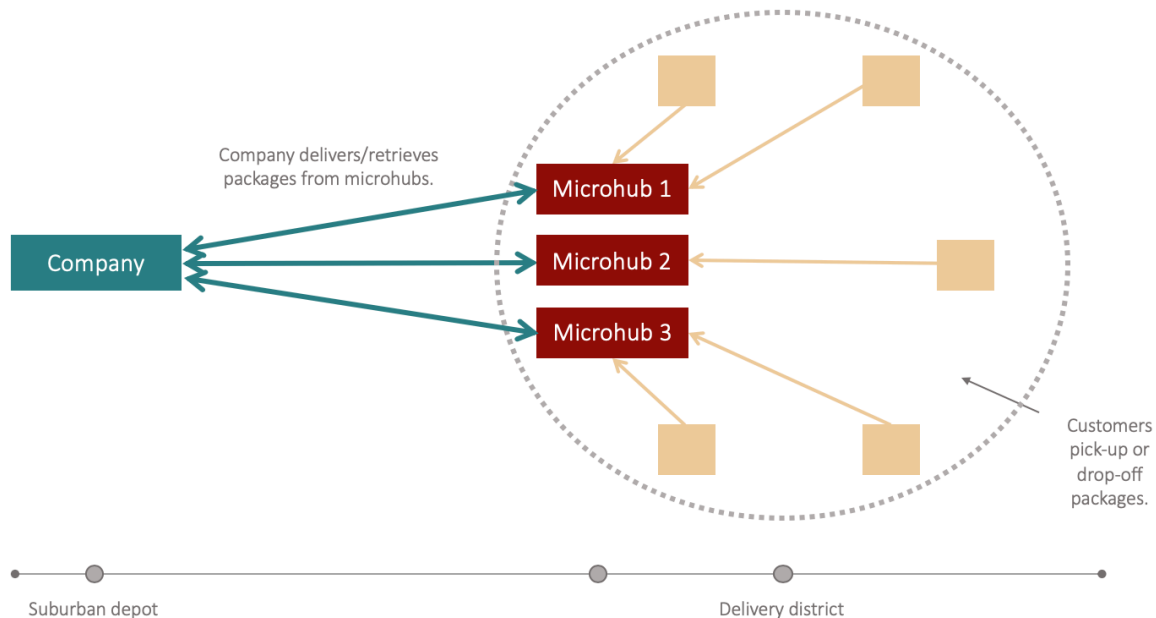 Company delivers/retrieves
packages from microhubs.
Company
Microhub 1
Microhub 2
Microhub 3
Customers
pick-up or
drop-off
packages.
Suburban depot
Delivery district